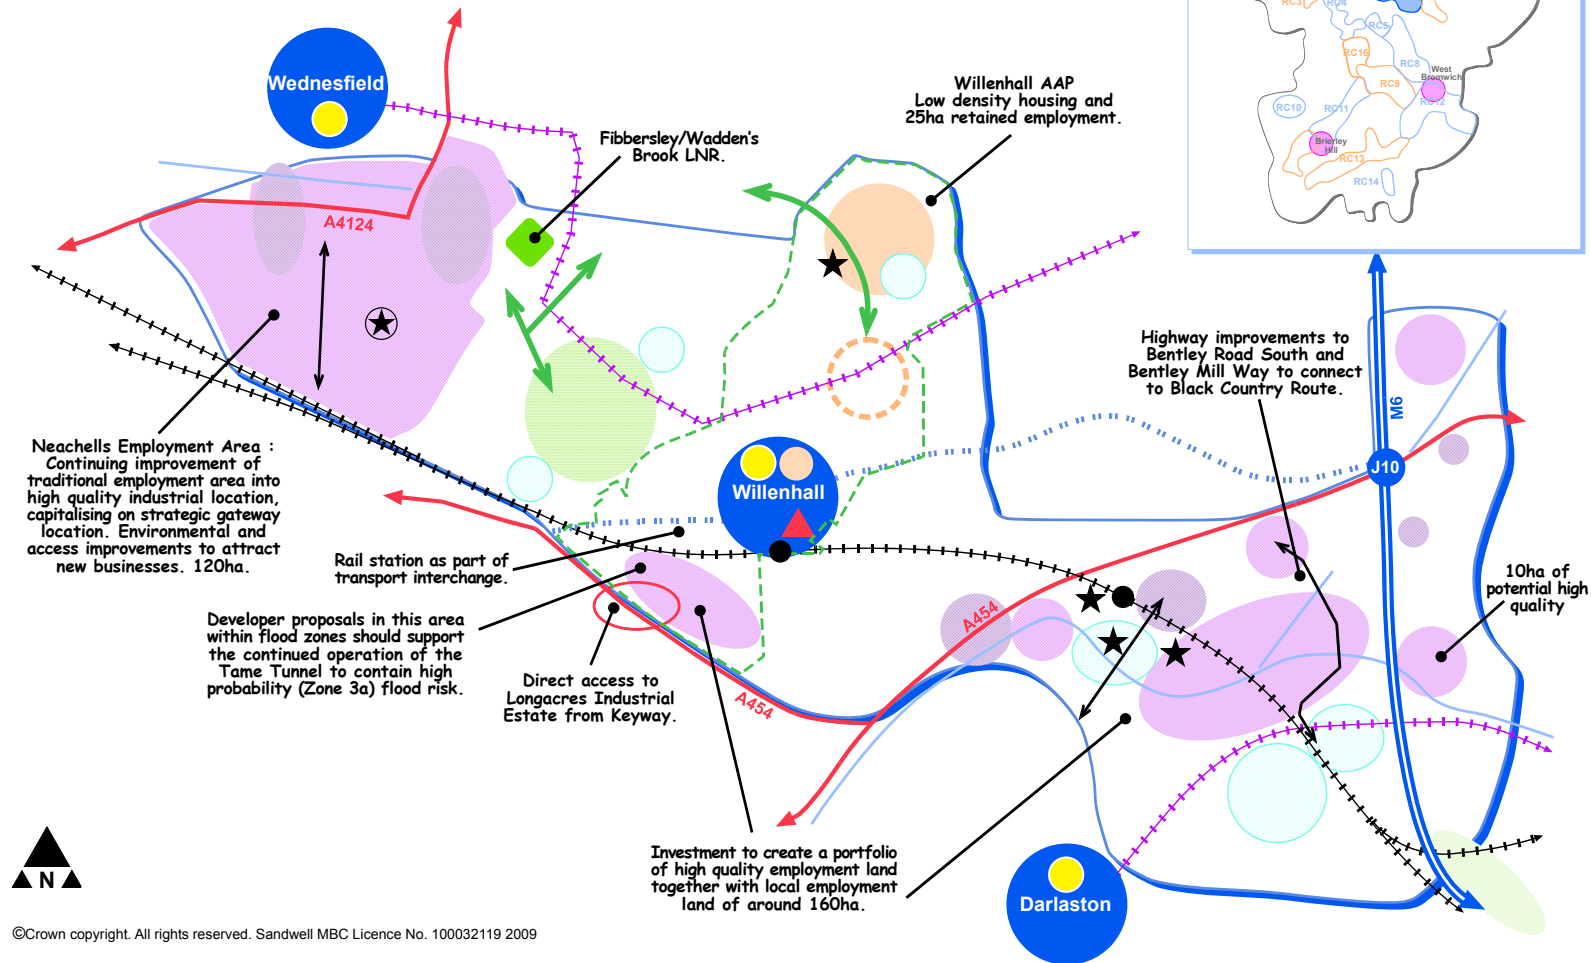 RC3
RC4
RC5
RC16
RC8
West
Bromwich
RC9
RC12
RC10
RC11
Brierley
Hill
RC13
RC14
Wednesfield
Willenhall AAP
Low density housing and
25ha retained employment.
Fibbersley/Wadden's
Brook LNR.
A4124
Highway improvements to
Bentley Road South and
Bentley Mill Way to connect
to Black Country Route.
M6
J10
Neachells Employment Area :
Continuing improvement of
traditional employment area into
high quality industrial location,
capitalising on strategic gateway
location. Environmental and
access improvements to attract
new businesses. 120ha.
Willenhall
Rail station as part of
transport interchange.
10ha of
potential high
quality
Developer proposals in this area
within flood zones should support
the continued operation of the
Tame Tunnel to contain high
probability (Zone 3a) flood risk.
A454
Direct access to
Longacres Industrial
Estate from Keyway.
A454
Investment to create a portfolio
of high quality employment land
together with local employment
land of around 160ha.
Darlaston
N
©Crown copyright. All rights reserved. Sandwell MBC Licence No. 100032119 2009